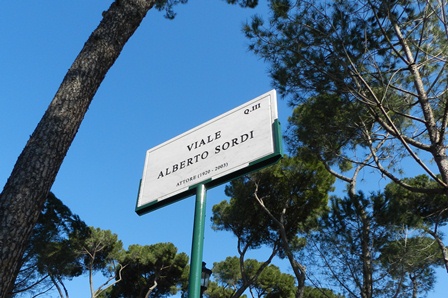 Q. III
VIALE
ALBERTO SORDI
ATTORE (1920 - 2003)